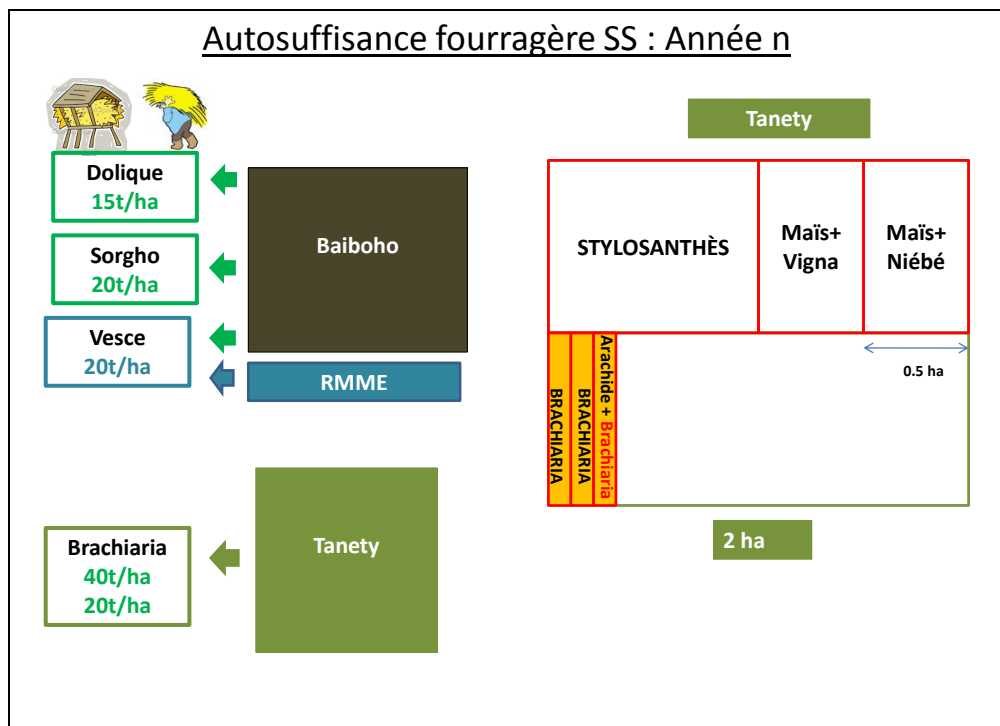 Autosuffisance fourragère SS : Année n
Dolique
15t/ha
Sorgho
20t/ha
Vesce
20t/ha
Baiboho
RMME
Brachiaria
40t/ha
20t/ha
Tanety
Tanety
STYLOSANTHÈS
Maïs+
Vigna
Maïs+
Niébé
0.5 ha
BRACHIARIA
BRACHIARIA
Arachide + Brachiaria
2 ha